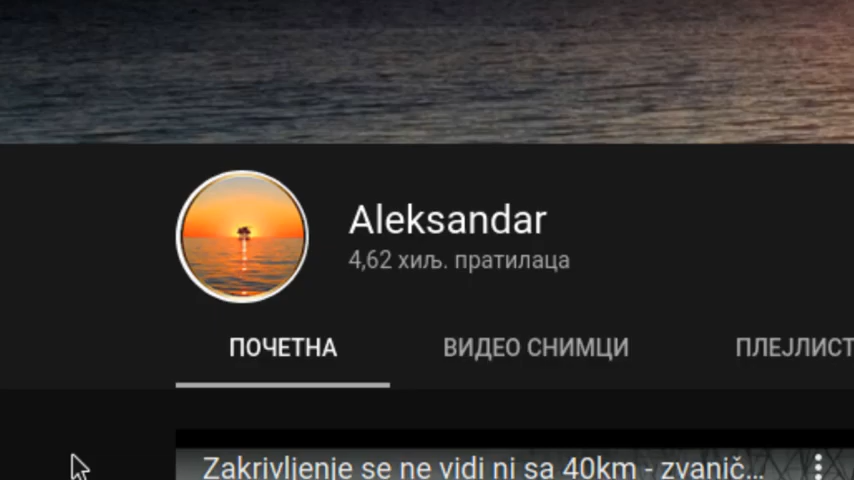 Aleksandar
4,62 хиљ. пратилаца
ПОЧЕТНА ВИДЕО СНИМЦИ ПЛЕЈЛИСТ
Zakrivljenje se ne vidi ni sa 40km - zvanič...